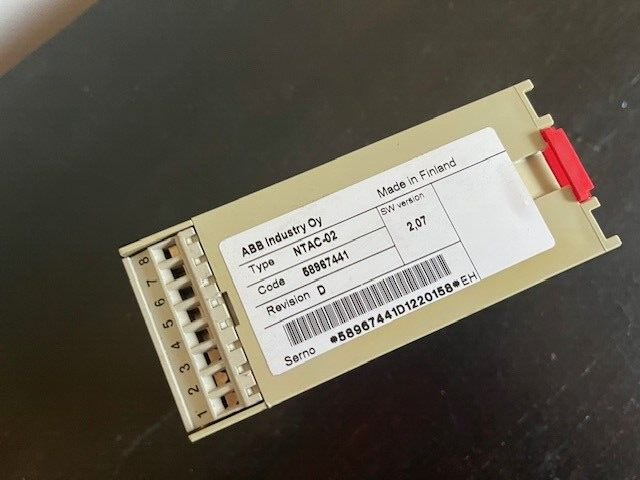 ABB Industry Oy
Made in Finland
Type NTAC-02
SW version
Code 58967441
2,07
Revision D
Serno *58967441D1220158*EH
8
7
6
5
4
3
2
1